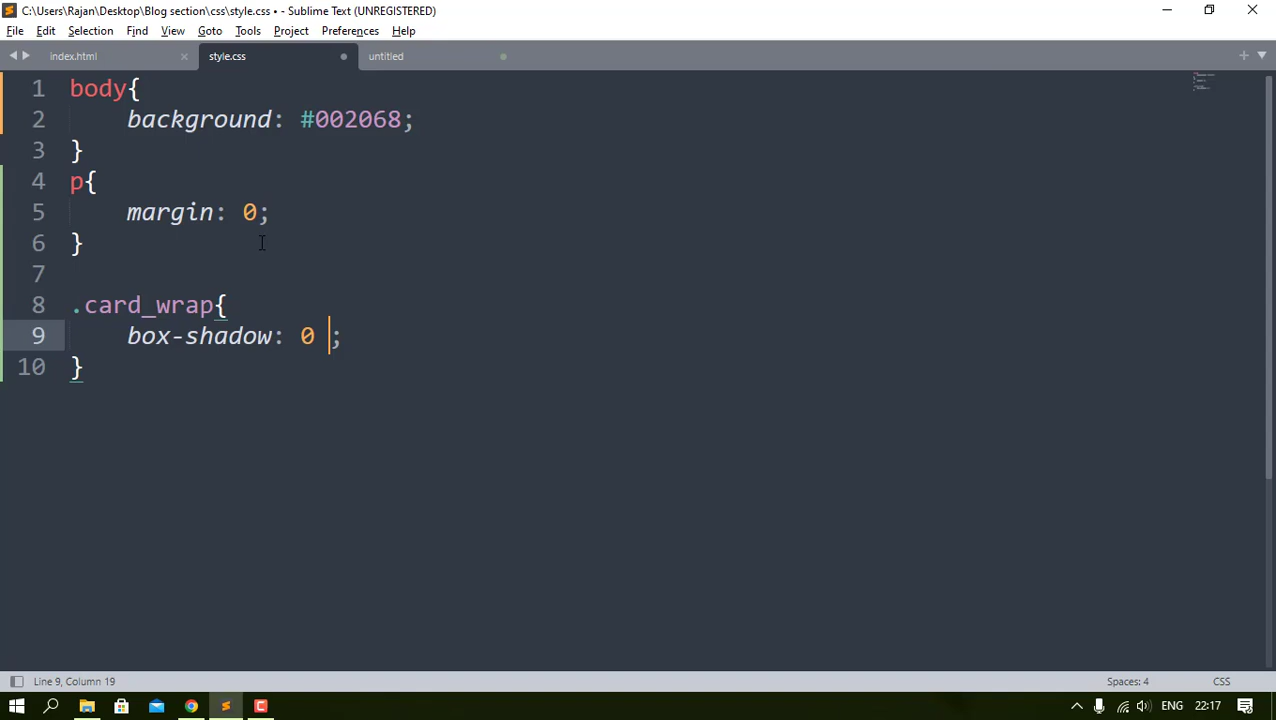 C:\Users\Rajan\Desktop\Blog section\css\style.css • - Sublime Text (UNREGISTERED)
File Edit Selection Find View Goto Tools Project Preferences Help
index.html style.css untitled
1 body{
2 background: #002068;
3 }
4 p{
5 margin: 0;
6 }
7
8 .card_wrap{
9 box-shadow: 0 ;
10 }
Line 9, Column 19 Spaces: 4 CSS
ENG 22:17